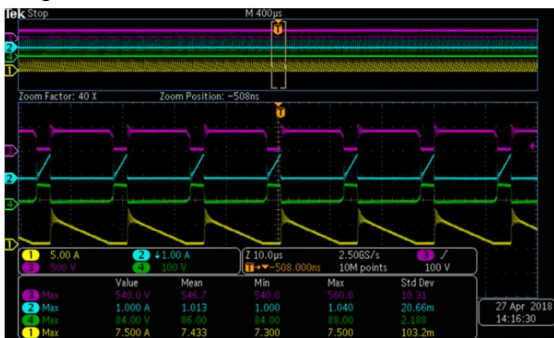 Tek Stop M 400µs
Zoom Factor: 40 X Zoom Position: −508ns
3
2
4
1
1 5.00 A 2 ↓1.00 A Z 10.0µs 2.50GS/s 3 ∫
3 500 V 4 100 V T→▼−508.000ns 10M points 100 V
Value Mean Min Max Std Dev
3 Max 540.0 V 546.7 540.0 560.0 10.31
2 Max 1.000 A 1.013 1.000 1.040 20.66m
4 Max 84.00 V 86.00 84.00 88.00 2.188
1 Max 7.500 A 7.433 7.300 7.500 103.2m
27 Apr 2018
14:16:30